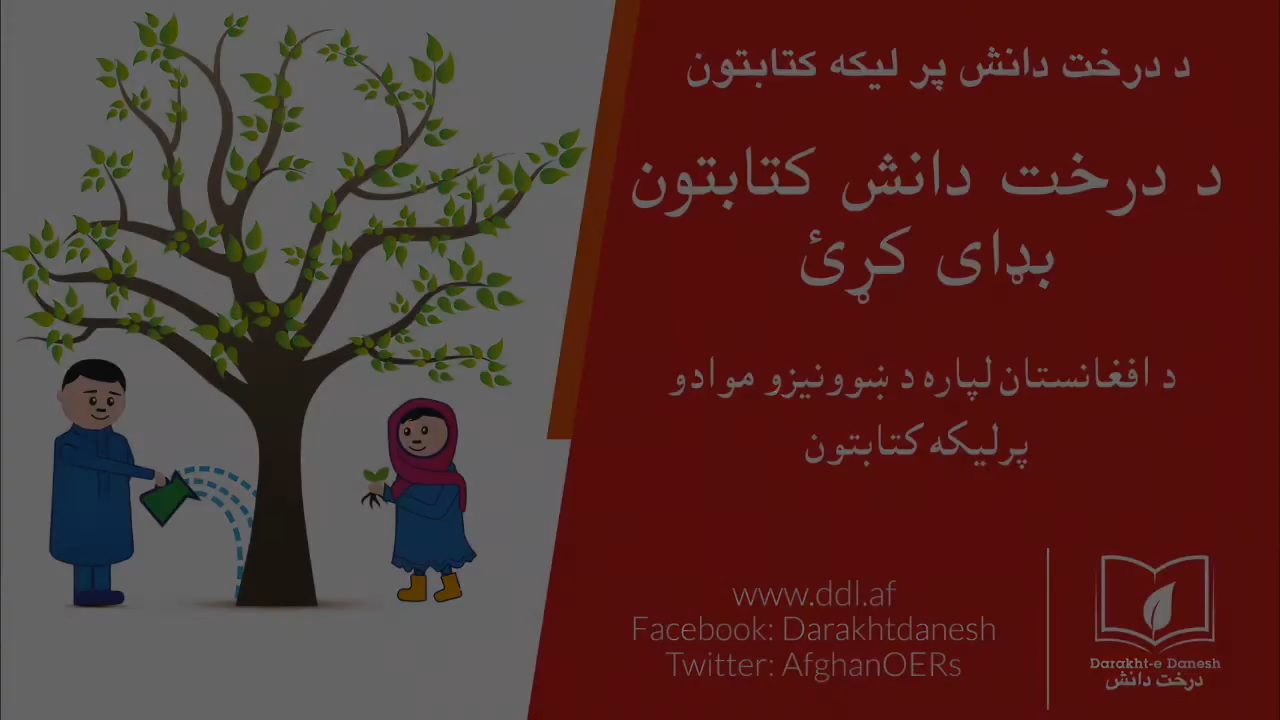 د درخت دانش پر لیکه کتابتون
د درخت دانش کتابتون
بډای کړئ
د افغانستان لپاره د ښوونیزو موادو
پرلیکه کتابتون
www.ddl.af
Facebook: Darakhtdanesh
Twitter: AfghanOERs
Darakht-e Danesh
درخت دانش